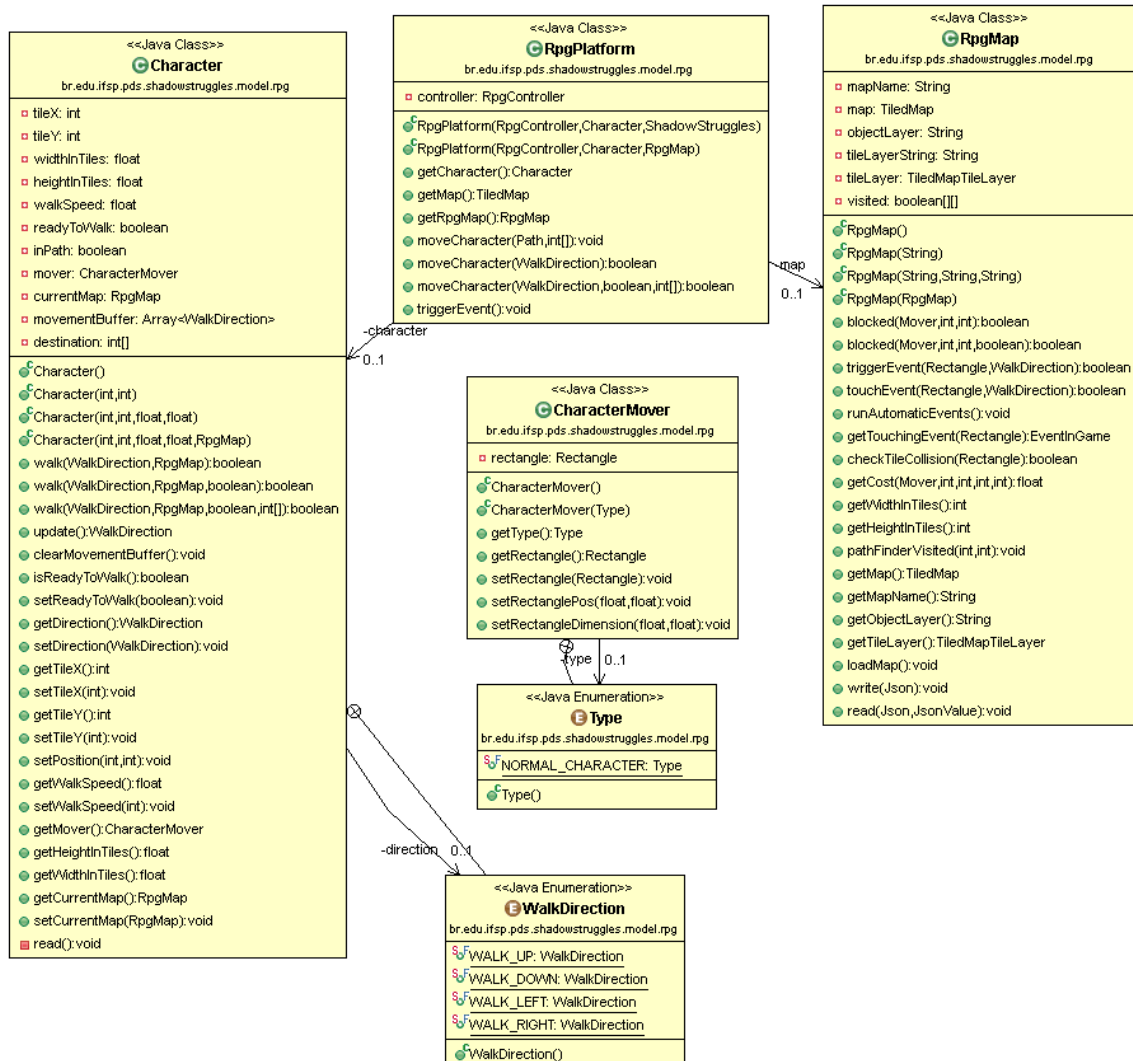 <<Java Class>>
Character
br.edu.ifsp.pds.shadowstruggles.model.rpg
tileX: int
tileY: int
widthInTiles: float
heightInTiles: float
walkSpeed: float
readyToWalk: boolean
inPath: boolean
mover: CharacterMover
currentMap: RpgMap
movementBuffer: Array<WalkDirection>
destination: int[]
Character()
Character(int,int)
Character(int,int,float,float)
Character(int,int,float,float,RpgMap)
walk(WalkDirection,RpgMap):boolean
walk(WalkDirection,RpgMap,boolean):boolean
walk(WalkDirection,RpgMap,boolean,int[]):boolean
update():WalkDirection
clearMovementBuffer():void
isReadyToWalk():boolean
setReadyToWalk(boolean):void
getDirection():WalkDirection
setDirection(WalkDirection):void
getTileX():int
setTileX(int):void
getTileY():int
setTileY(int):void
setPosition(int,int):void
getWalkSpeed():float
setWalkSpeed(int):void
getMover():CharacterMover
getHeightInTiles():float
getWidthInTiles():float
getCurrentMap():RpgMap
setCurrentMap(RpgMap):void
read():void
<<Java Class>>
RpgPlatform
br.edu.ifsp.pds.shadowstruggles.model.rpg
controller: RpgController
RpgPlatform(RpgController,Character,ShadowStruggles)
RpgPlatform(RpgController,Character,RpgMap)
getCharacter():Character
getMap():TiledMap
getRpgMap():RpgMap
moveCharacter(Path,int[]):void
moveCharacter(WalkDirection):boolean
moveCharacter(WalkDirection,boolean,int[]):boolean
triggerEvent():void
-character
0..1
map
0..1
<<Java Class>>
RpgMap
br.edu.ifsp.pds.shadowstruggles.model.rpg
mapName: String
map: TiledMap
objectLayer: String
tileLayerString: String
tileLayer: TiledMapTileLayer
visited: boolean[][]
RpgMap()
RpgMap(String)
RpgMap(String,String,String)
RpgMap(RpgMap)
blocked(Mover,int,int):boolean
blocked(Mover,int,int,boolean):boolean
triggerEvent(Rectangle,WalkDirection):boolean
touchEvent(Rectangle,WalkDirection):boolean
runAutomaticEvents():void
getTouchingEvent(Rectangle):EventInGame
checkTileCollision(Rectangle):boolean
getCost(Mover,int,int,int,int):float
getWidthInTiles():int
getHeightInTiles():int
pathFinderVisited(int,int):void
getMap():TiledMap
getMapName():String
getObjectLayer():String
getTileLayer():TiledMapTileLayer
loadMap():void
write(Json):void
read(Json,JsonValue):void
<<Java Class>>
CharacterMover
br.edu.ifsp.pds.shadowstruggles.model.rpg
rectangle: Rectangle
CharacterMover()
CharacterMover(Type)
getType():Type
getRectangle():Rectangle
setRectangle(Rectangle):void
setRectanglePos(float,float):void
setRectangleDimension(float,float):void
-type 0..1
<<Java Enumeration>>
Type
br.edu.ifsp.pds.shadowstruggles.model.rpg
NORMAL_CHARACTER: Type
Type()
-direction 0..1
<<Java Enumeration>>
WalkDirection
br.edu.ifsp.pds.shadowstruggles.model.rpg
WALK_UP: WalkDirection
WALK_DOWN: WalkDirection
WALK_LEFT: WalkDirection
WALK_RIGHT: WalkDirection
WalkDirection()